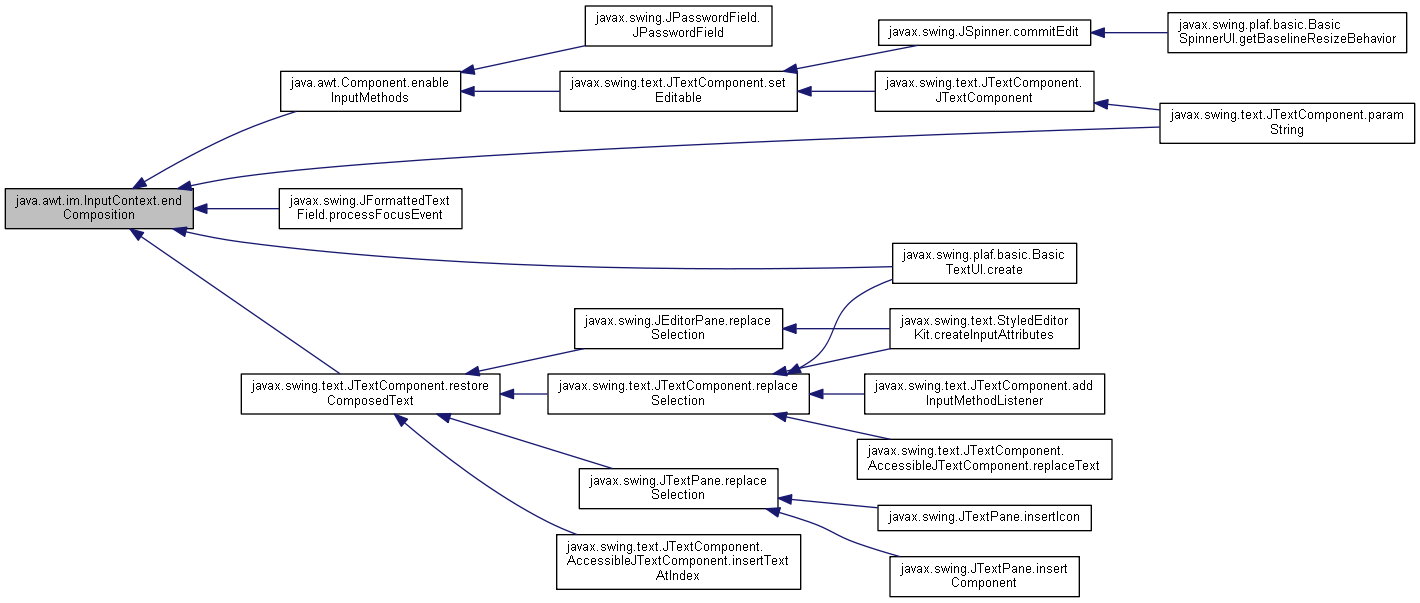 javax.swing.JPasswordField.
JPasswordField
javax.swing.JSpinner.commitEdit
javax.swing.plaf.basic.Basic
SpinnerUI.getBaselineResizeBehavior
java.awt.Component.enable
InputMethods
javax.swing.text.JTextComponent.set
Editable
javax.swing.text.JTextComponent.
JTextComponent
javax.swing.text.JTextComponent.param
String
java.awt.im.InputContext.end
Composition
javax.swing.JFormattedText
Field.processFocusEvent
javax.swing.plaf.basic.Basic
TextUI.create
javax.swing.JEditorPane.replace
Selection
javax.swing.text.StyledEditor
Kit.createInputAttributes
javax.swing.text.JTextComponent.restore
ComposedText
javax.swing.text.JTextComponent.replace
Selection
javax.swing.text.JTextComponent.add
InputMethodListener
javax.swing.text.JTextComponent.
AccessibleJTextComponent.replaceText
javax.swing.JTextPane.replace
Selection
javax.swing.JTextPane.insertIcon
javax.swing.text.JTextComponent.
AccessibleJTextComponent.insertText
AtIndex
javax.swing.JTextPane.insert
Component